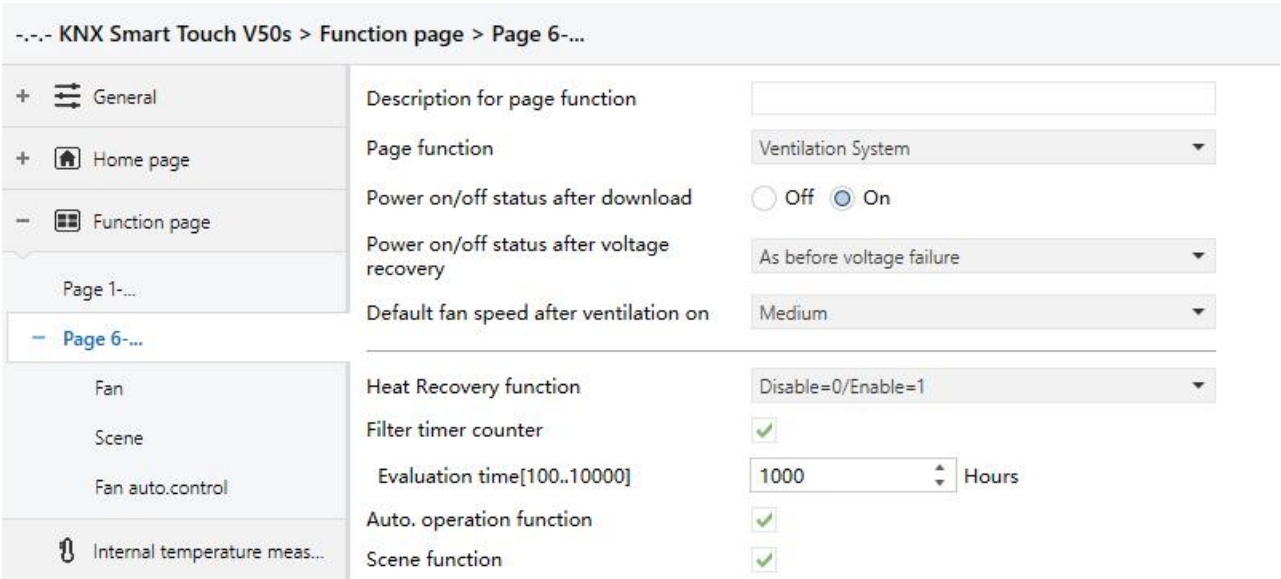 -.-.- KNX Smart Touch V50s > Function page > Page 6-...
+ General
+ Home page
– Function page
Page 1-...
– Page 6-...
Fan
Scene
Fan auto.control
Internal temperature meas...
Description for page function
Page function Ventilation System
Power on/off status after download Off On
Power on/off status after voltage
recovery As before voltage failure
Default fan speed after ventilation on Medium
Heat Recovery function Disable=0/Enable=1
Filter timer counter
Evaluation time[100..10000] 1000 Hours
Auto. operation function
Scene function